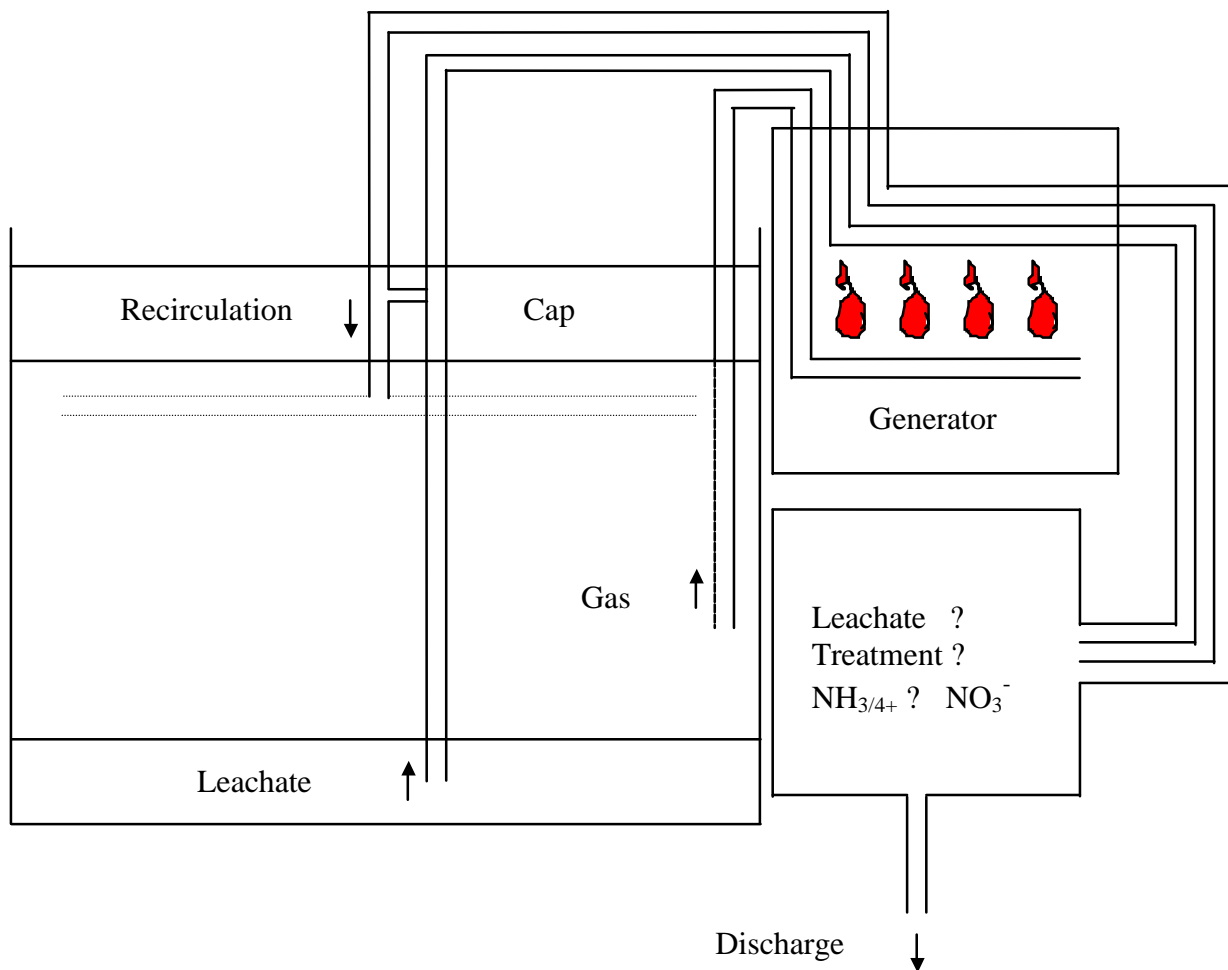 Recirculation
Cap
Generator
Gas
Leachate ?
Treatment ?
NH₃/₄₊ ? NO₃⁻
Leachate
Discharge